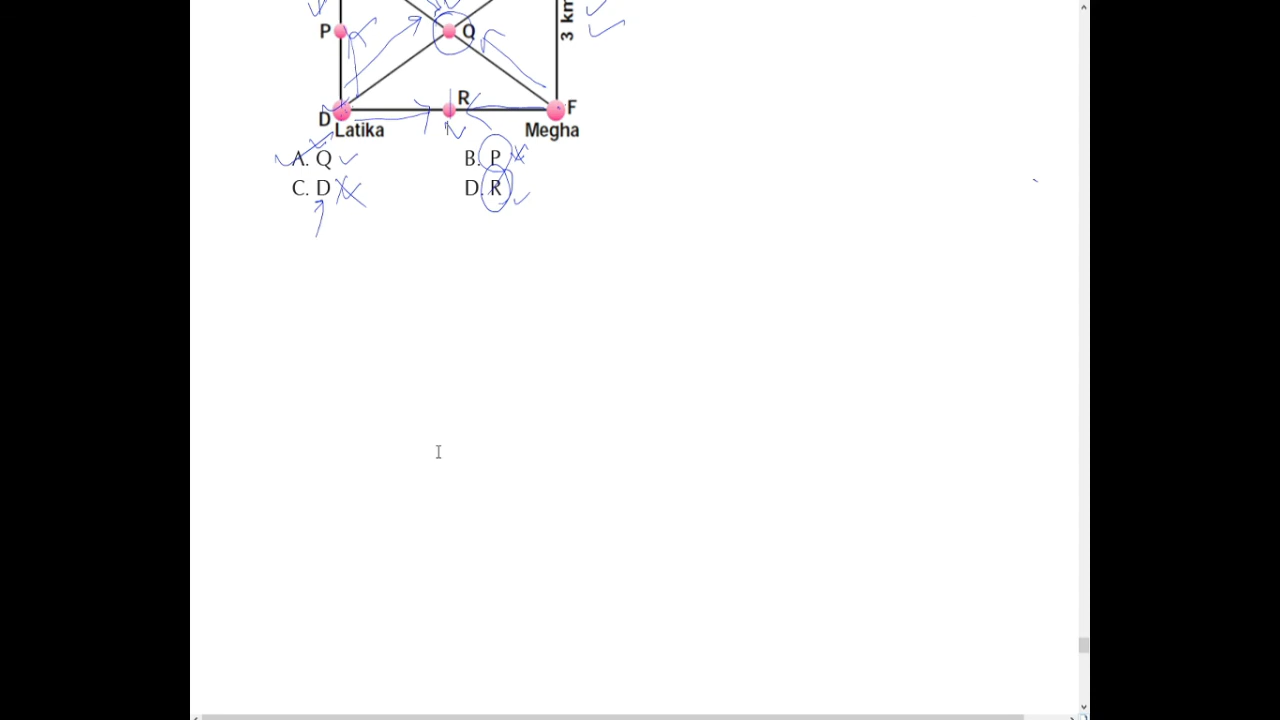 P
Q
3 km
R
D
F
Latika
Megha
A. Q
B. P
C. D
D. R